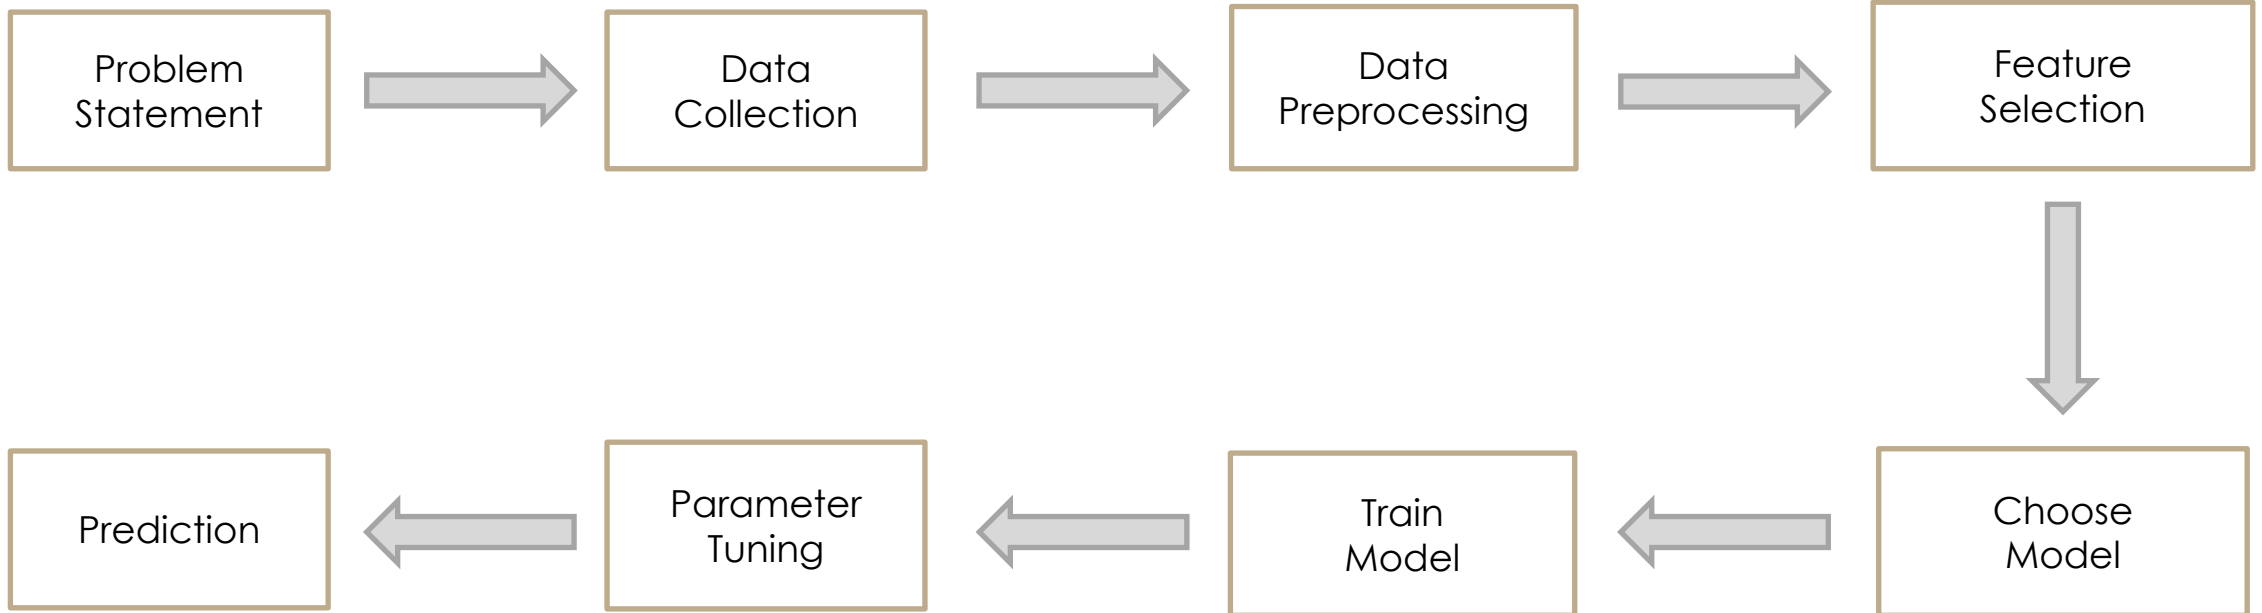 Problem
Statement
Data
Collection
Data
Preprocessing
Feature
Selection
Choose
Model
Train
Model
Parameter
Tuning
Prediction